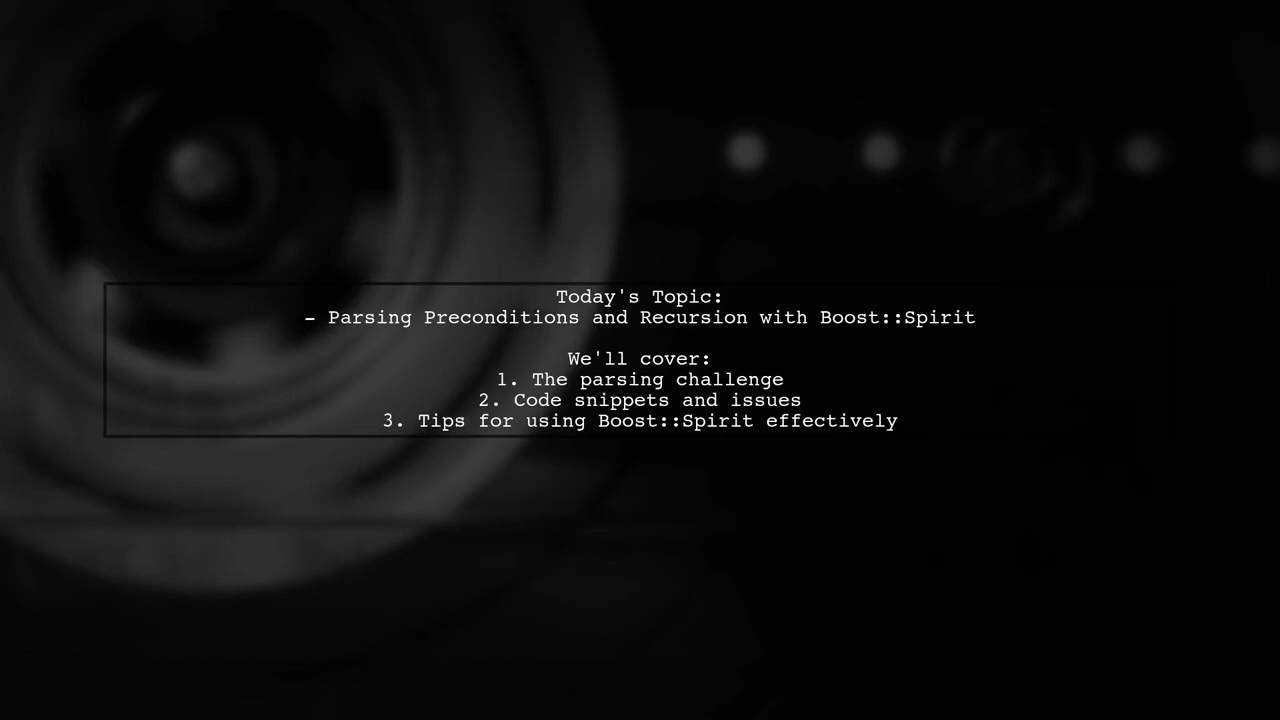 Today's Topic:
- Parsing Preconditions and Recursion with Boost::Spirit
We'll cover:
1. The parsing challenge
2. Code snippets and issues
3. Tips for using Boost::Spirit effectively